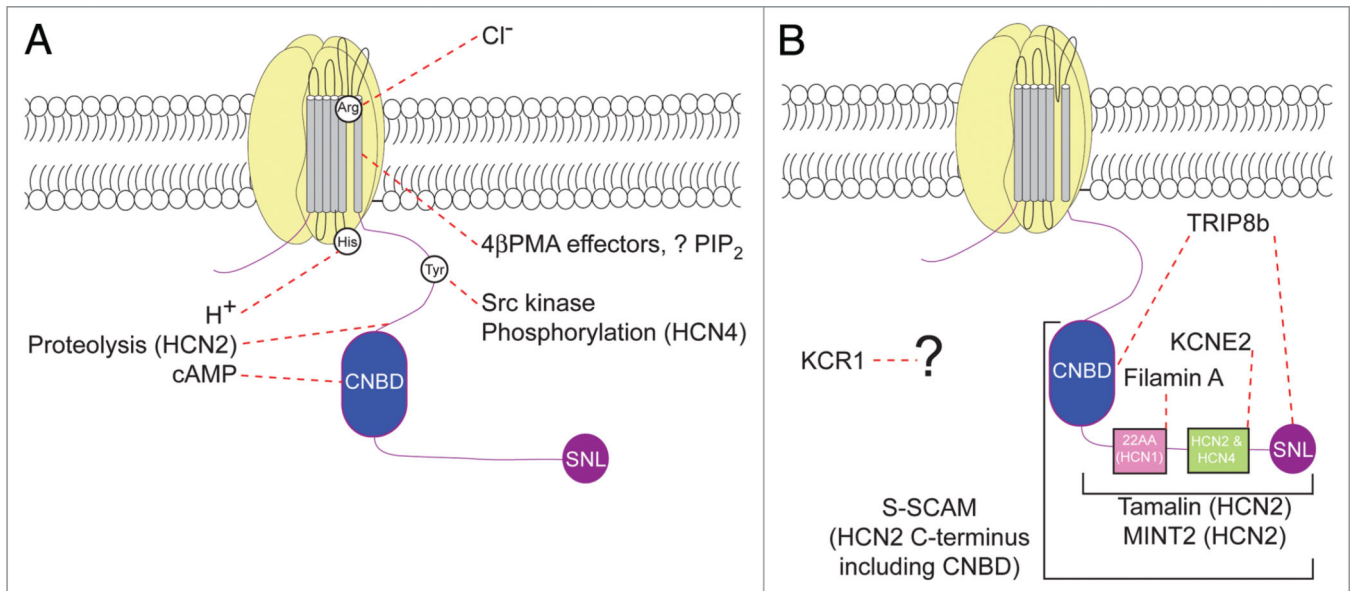 A
Cl⁻
Arg
His
4βPMA effectors, ? PIP₂
Tyr
H⁺
Src kinase
Phosphorylation (HCN4)
Proteolysis (HCN2)
cAMP
CNBD
SNL
B
TRIP8b
KCR1
?
KCNE2
CNBD
Filamin A
22AA
(HCN1)
HCN2 &
HCN4
SNL
S-SCAM
(HCN2 C-terminus
including CNBD)
Tamalin (HCN2)
MINT2 (HCN2)